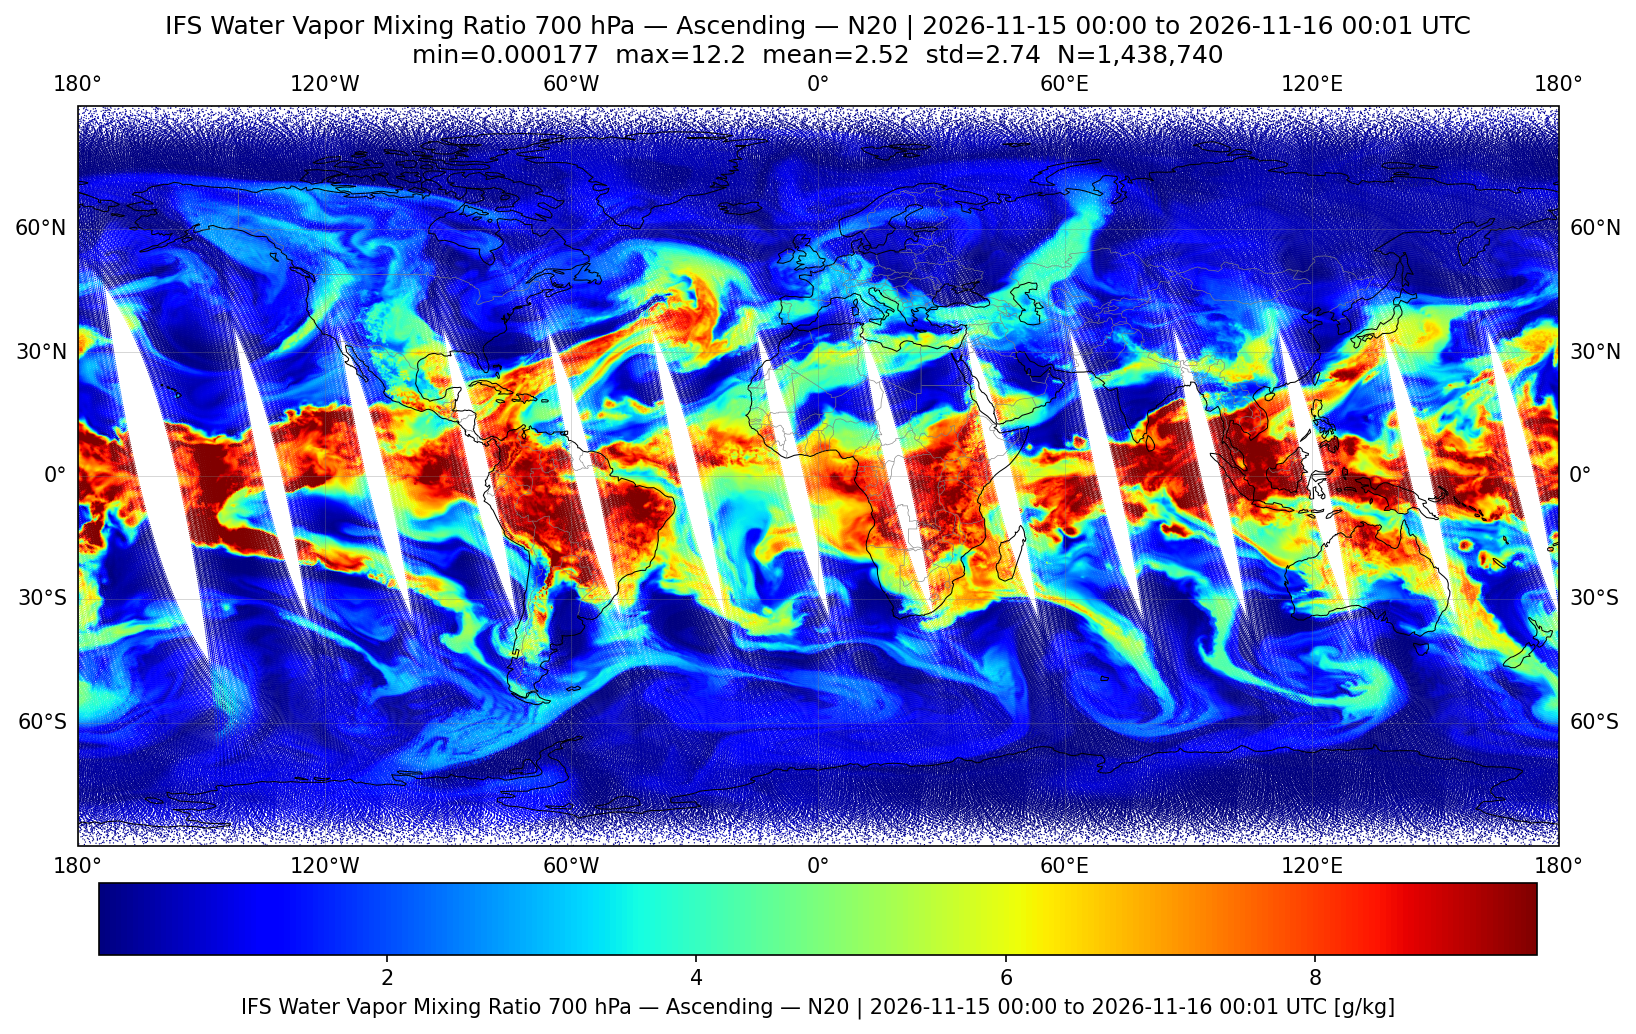 IFS Water Vapor Mixing Ratio 700 hPa — Ascending — N20 | 2026-11-15 00:00 to 2026-11-16 00:01 UTC
min=0.000177  max=12.2  mean=2.52  std=2.74  N=1,438,740
180° 120°W 60°W 0° 60°E 120°E 180°
60°N 60°N
30°N 30°N
0° 0°
30°S 30°S
60°S 60°S
180° 120°W 60°W 0° 60°E 120°E 180°
2 4 6 8
IFS Water Vapor Mixing Ratio 700 hPa — Ascending — N20 | 2026-11-15 00:00 to 2026-11-16 00:01 UTC [g/kg]